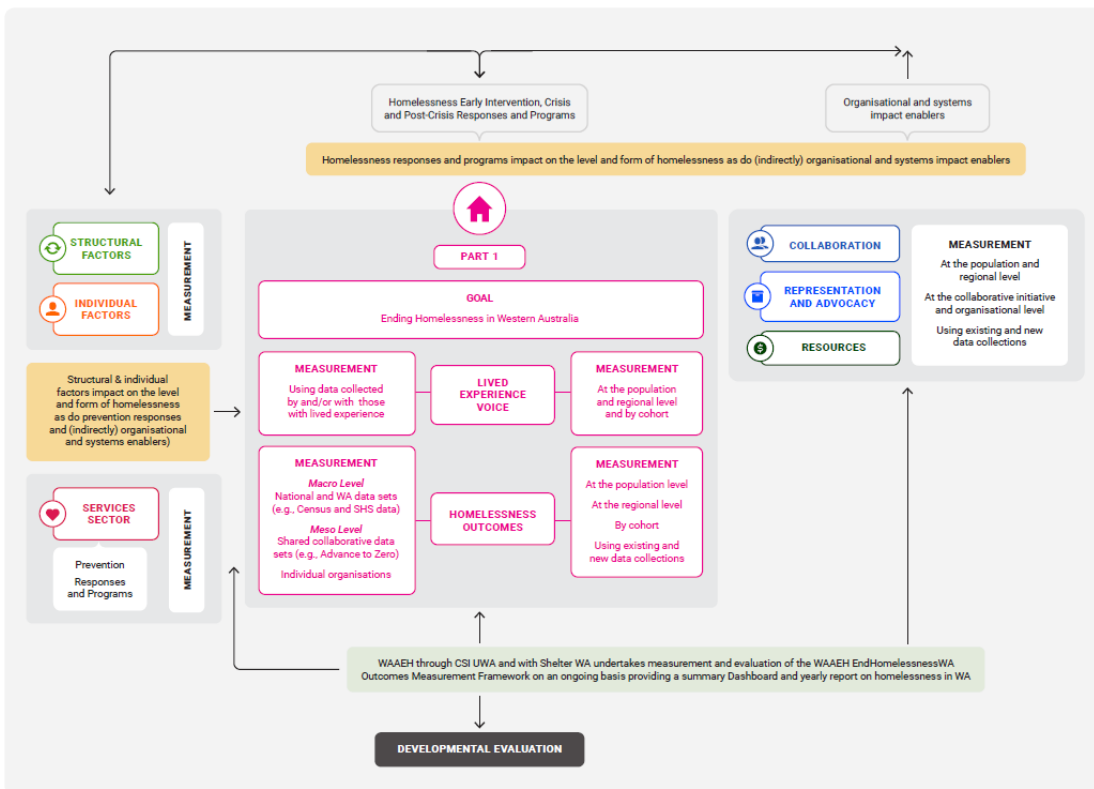 Homelessness Early Intervention, Crisis
and Post-Crisis Responses and Programs
Organisational and systems
impact enablers
Homelessness responses and programs impact on the level and form of homelessness as do (indirectly) organisational and systems impact enablers
STRUCTURAL
FACTORS
INDIVIDUAL
FACTORS
MEASUREMENT
Structural & individual
factors impact on the level
and form of homelessness
as do prevention responses
and (indirectly) organisational
and systems enablers)
SERVICES
SECTOR
Prevention
Responses
and Programs
MEASUREMENT
PART 1
GOAL
Ending Homelessness in Western Australia
MEASUREMENT
Using data collected
by and/or with those
with lived experience
LIVED
EXPERIENCE
VOICE
MEASUREMENT
At the population
and regional level
and by cohort
MEASUREMENT
Macro Level
National and WA data sets
(e.g., Census and SHS data)
Meso Level
Shared collaborative data
sets (e.g., Advance to Zero)
Individual organisations
HOMELESSNESS
OUTCOMES
MEASUREMENT
At the population level
At the regional level
By cohort
Using existing and
new data collections
COLLABORATION
REPRESENTATION
AND ADVOCACY
$
RESOURCES
MEASUREMENT
At the population and
regional level
At the collaborative initiative
and organisational level
Using existing and new
data collections
WAAEH through CSI UWA and with Shelter WA undertakes measurement and evaluation of the WAAEH EndHomelessnessWA
Outcomes Measurement Framework on an ongoing basis providing a summary Dashboard and yearly report on homelessness in WA
DEVELOPMENTAL EVALUATION